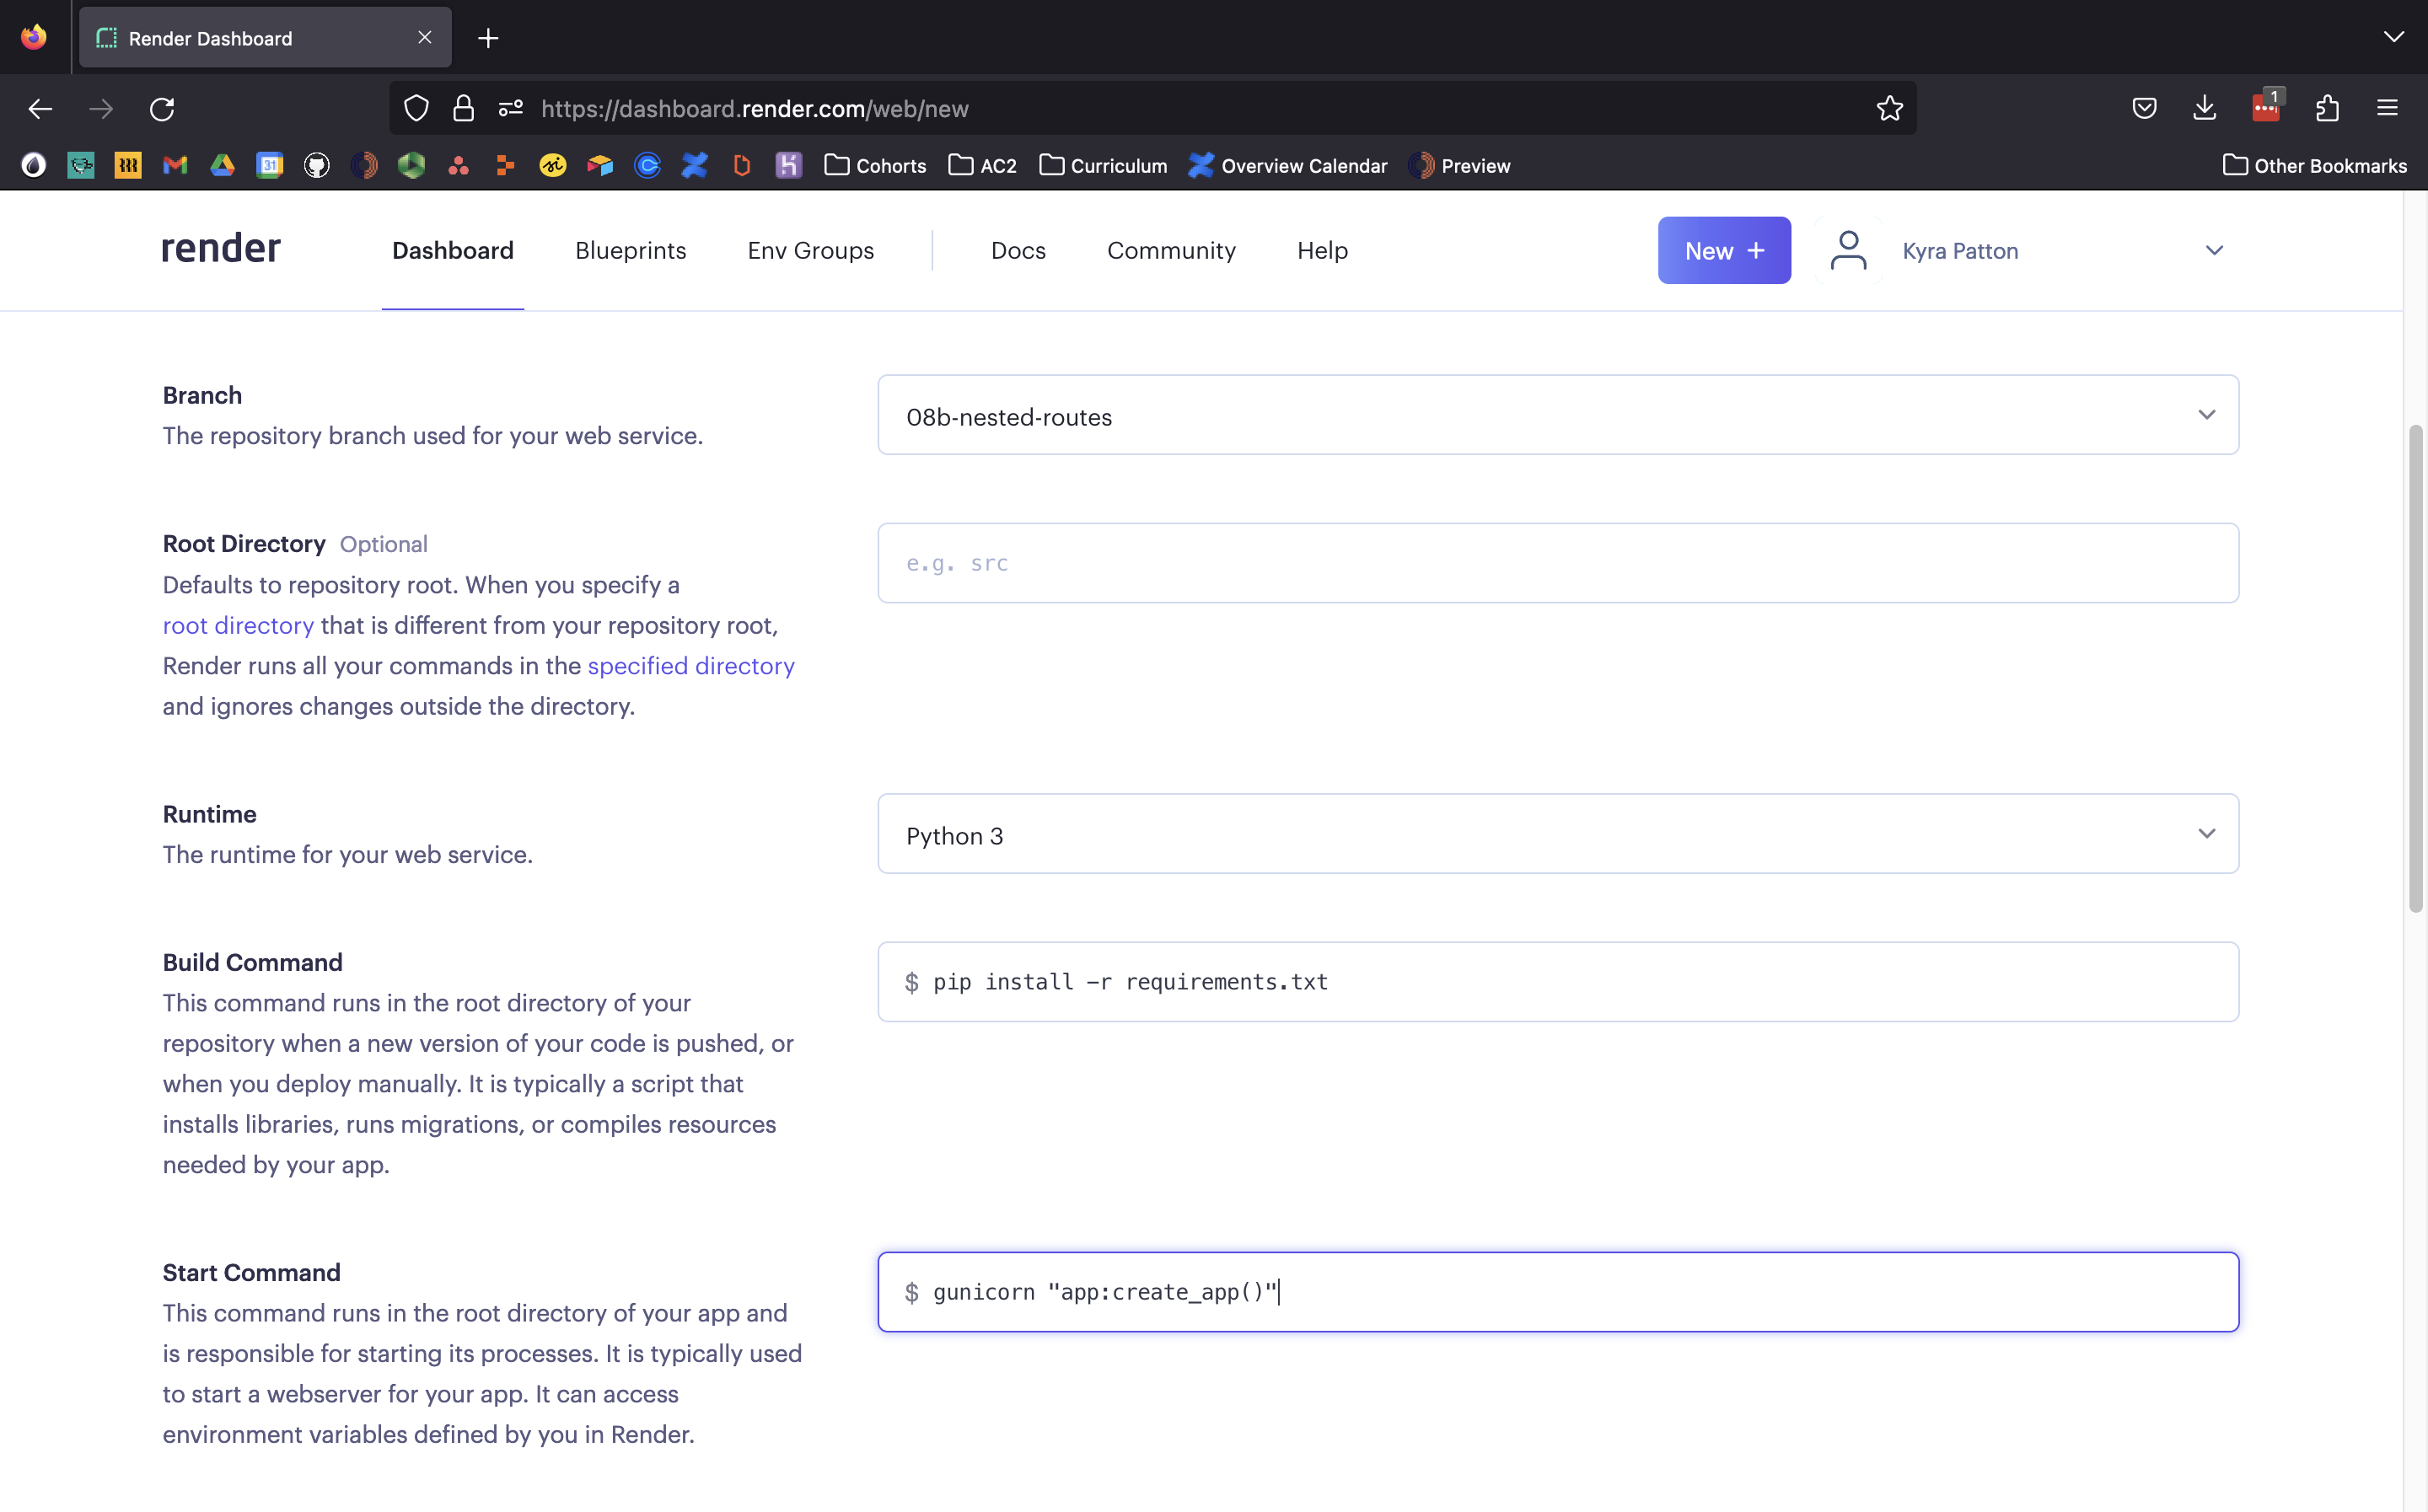 Render Dashboard
https://dashboard.render.com/web/new
1
31
Cohorts
AC2
Curriculum
Overview Calendar
Preview
Other Bookmarks
render
Dashboard
Blueprints
Env Groups
Docs
Community
Help
New +
Kyra Patton
Branch
The repository branch used for your web service.
08b-nested-routes
Root Directory Optional
Defaults to repository root. When you specify a
root directory that is different from your repository root,
Render runs all your commands in the specified directory
and ignores changes outside the directory.
e.g. src
Runtime
The runtime for your web service.
Python 3
Build Command
This command runs in the root directory of your
repository when a new version of your code is pushed, or
when you deploy manually. It is typically a script that
installs libraries, runs migrations, or compiles resources
needed by your app.
$ pip install -r requirements.txt
Start Command
This command runs in the root directory of your app and
is responsible for starting its processes. It is typically used
to start a webserver for your app. It can access
environment variables defined by you in Render.
$ gunicorn "app:create_app()"